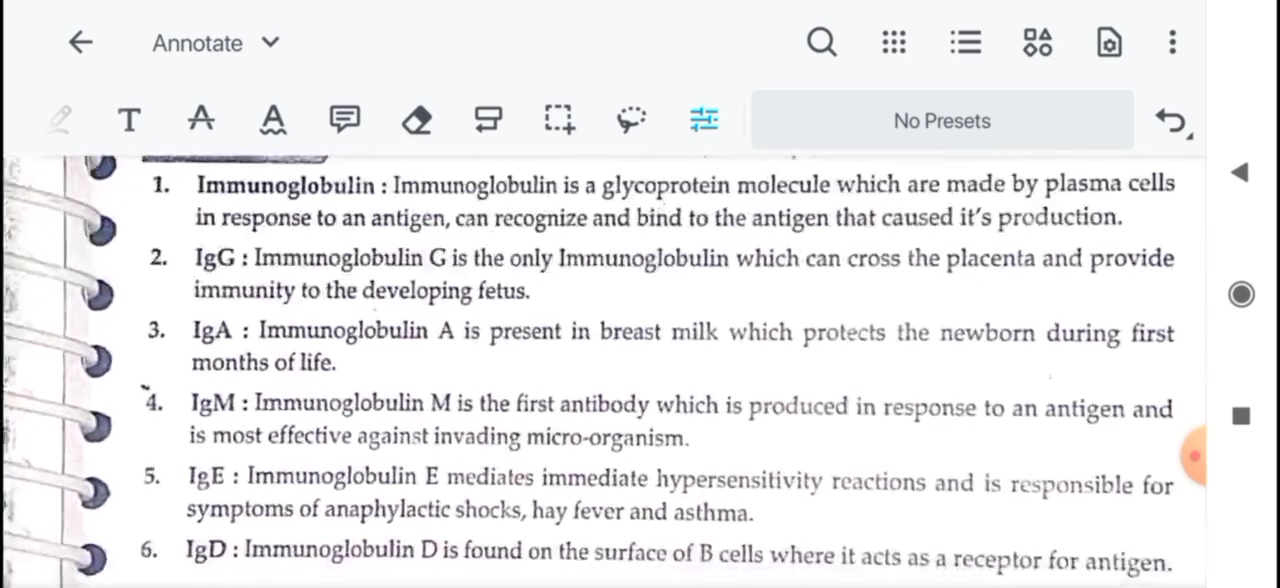 Annotate
No Presets
1. Immunoglobulin : Immunoglobulin is a glycoprotein molecule which are made by plasma cells
in response to an antigen, can recognize and bind to the antigen that caused it's production.
2. IgG : Immunoglobulin G is the only Immunoglobulin which can cross the placenta and provide
immunity to the developing fetus.
3. IgA : Immunoglobulin A is present in breast milk which protects the newborn during first
months of life.
4. IgM : Immunoglobulin M is the first antibody which is produced in response to an antigen and
is most effective against invading micro-organism.
5. IgE : Immunoglobulin E mediates immediate hypersensitivity reactions and is responsible for
symptoms of anaphylactic shocks, hay fever and asthma.
6. IgD : Immunoglobulin D is found on the surface of B cells where it acts as a receptor for antigen.